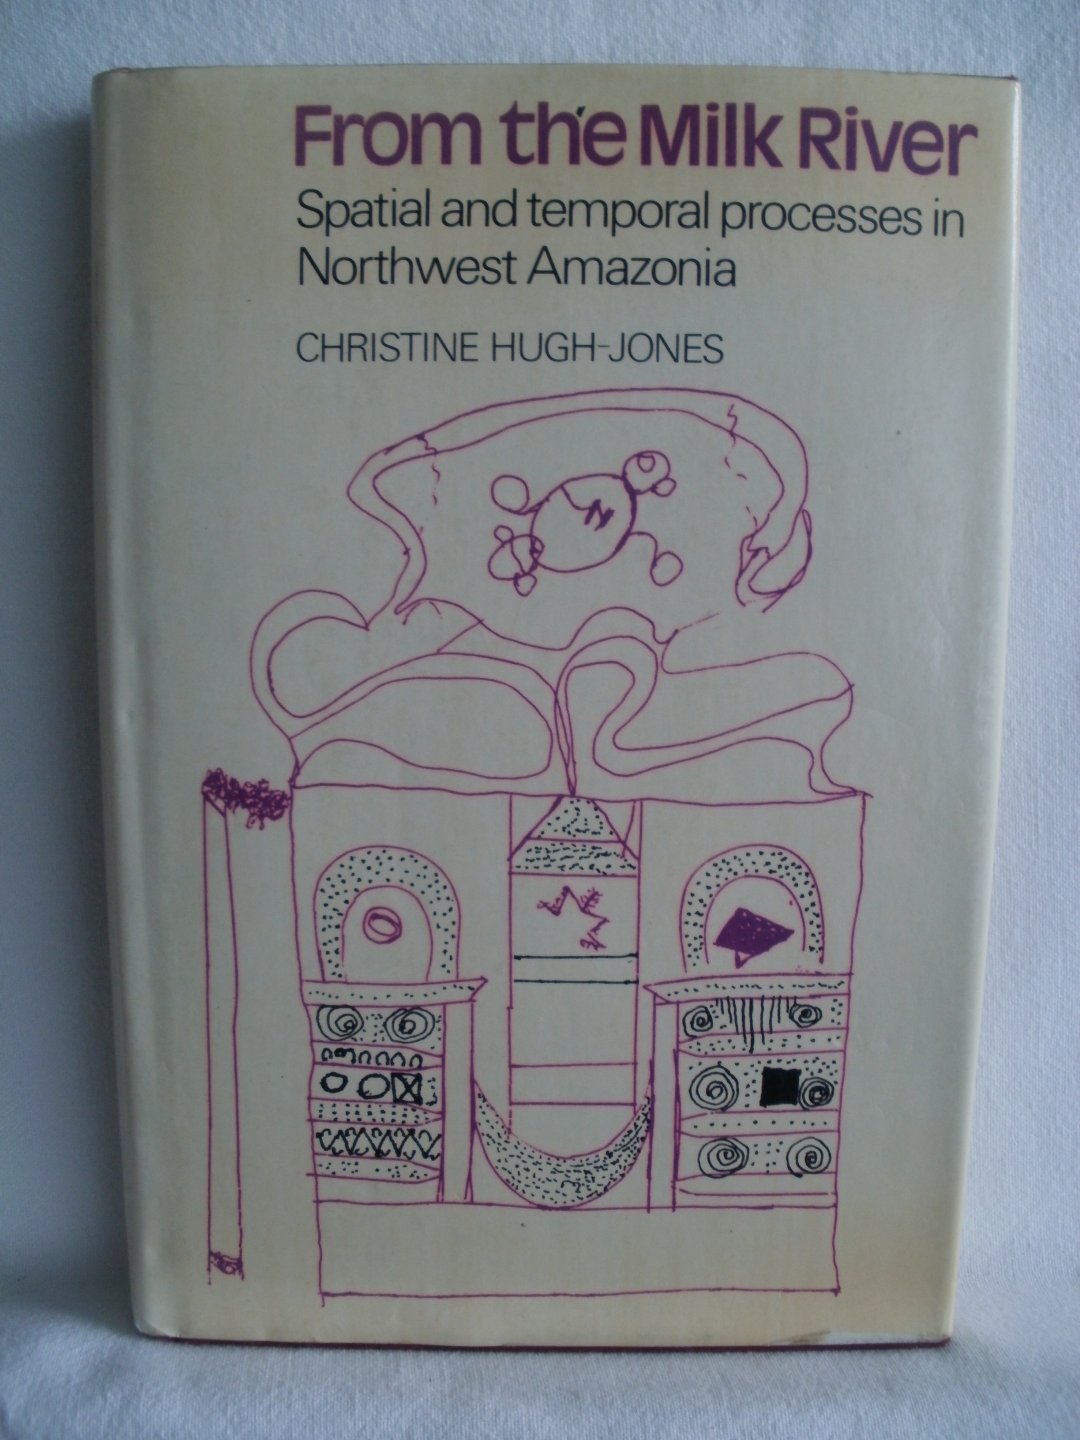 From the Milk River
Spatial and temporal processes in
Northwest Amazonia
CHRISTINE HUGH-JONES